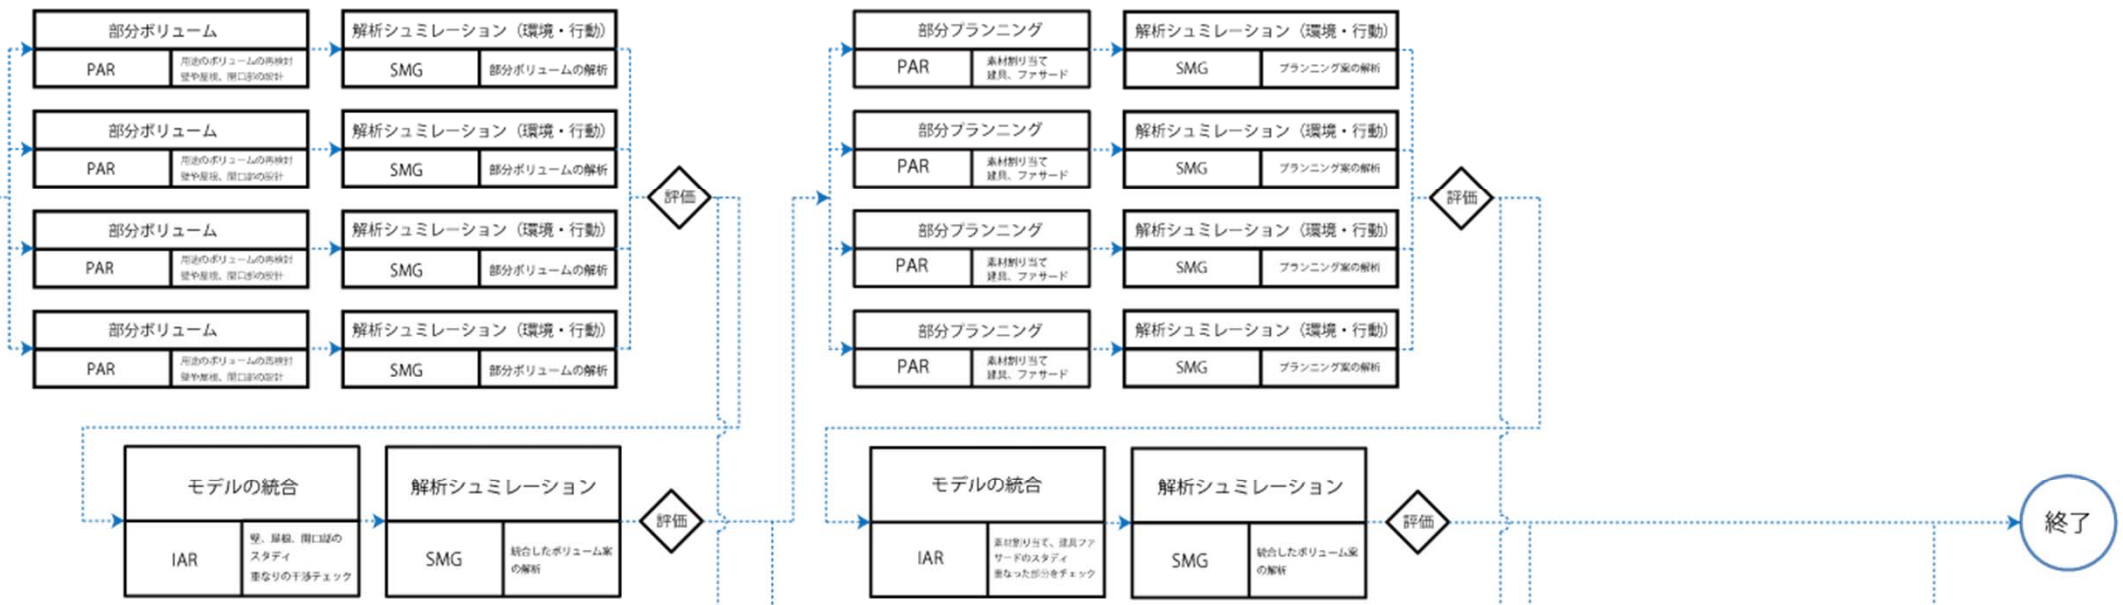 部分ボリューム
PAR
用途のボリュームの再検討
壁や屋根、開口部の設計
解析シュミレーション（環境・行動）
SMG
部分ボリュームの解析
部分ボリューム
PAR
用途のボリュームの再検討
壁や屋根、開口部の設計
解析シュミレーション（環境・行動）
SMG
部分ボリュームの解析
部分ボリューム
PAR
用途のボリュームの再検討
壁や屋根、開口部の設計
解析シュミレーション（環境・行動）
SMG
部分ボリュームの解析
部分ボリューム
PAR
用途のボリュームの再検討
壁や屋根、開口部の設計
解析シュミレーション（環境・行動）
SMG
部分ボリュームの解析
評価
モデルの統合
IAR
壁、屋根、開口部の
スタディ
重なりの干渉チェック
解析シュミレーション
SMG
統合したボリューム案
の解析
評価
部分プランニング
PAR
素材割り当て
建具、ファサード
解析シュミレーション（環境・行動）
SMG
プランニング案の解析
部分プランニング
PAR
素材割り当て
建具、ファサード
解析シュミレーション（環境・行動）
SMG
プランニング案の解析
部分プランニング
PAR
素材割り当て
建具、ファサード
解析シュミレーション（環境・行動）
SMG
プランニング案の解析
部分プランニング
PAR
素材割り当て
建具、ファサード
解析シュミレーション（環境・行動）
SMG
プランニング案の解析
評価
モデルの統合
IAR
素材割り当て、建具ファ
サードのスタディ
重なった部分をチェック
解析シュミレーション
SMG
統合したボリューム案
の解析
評価
終了